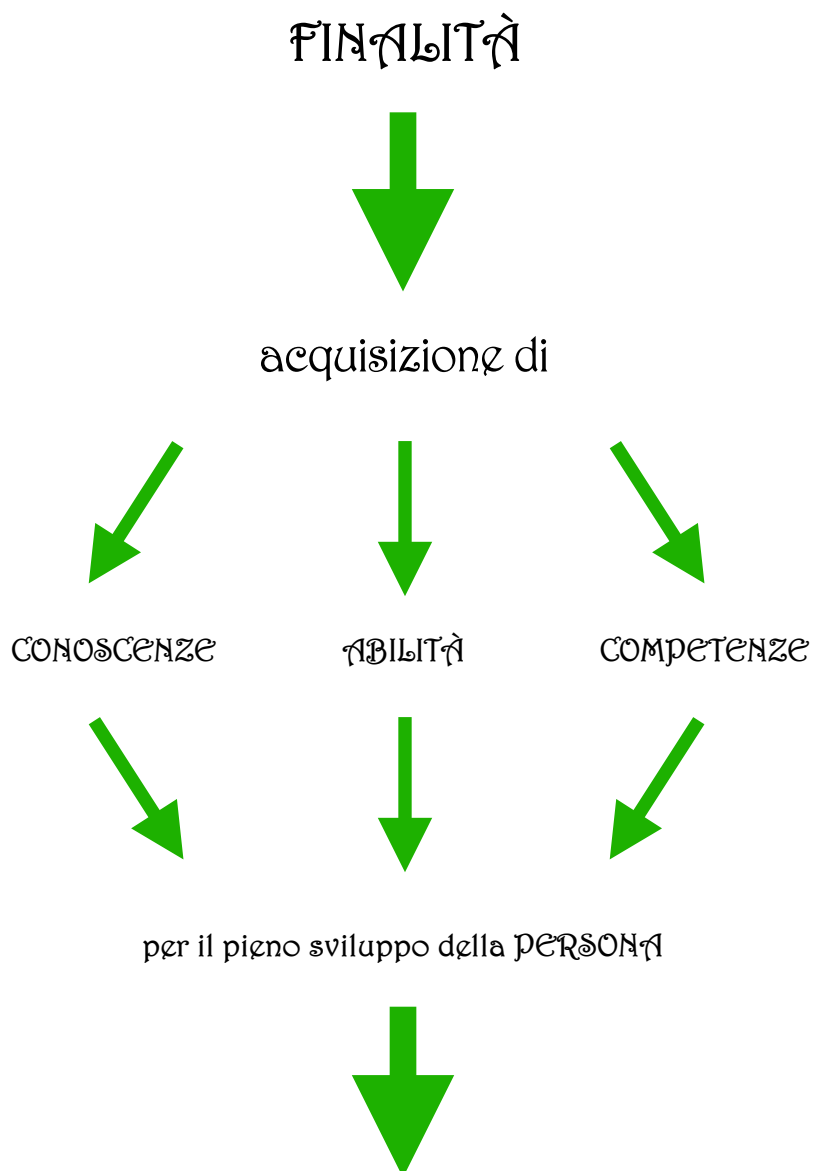 FINALITÀ
acquisizione di
CONOSCENZE ABILITÀ COMPETENZE
per il pieno sviluppo della PERSONA